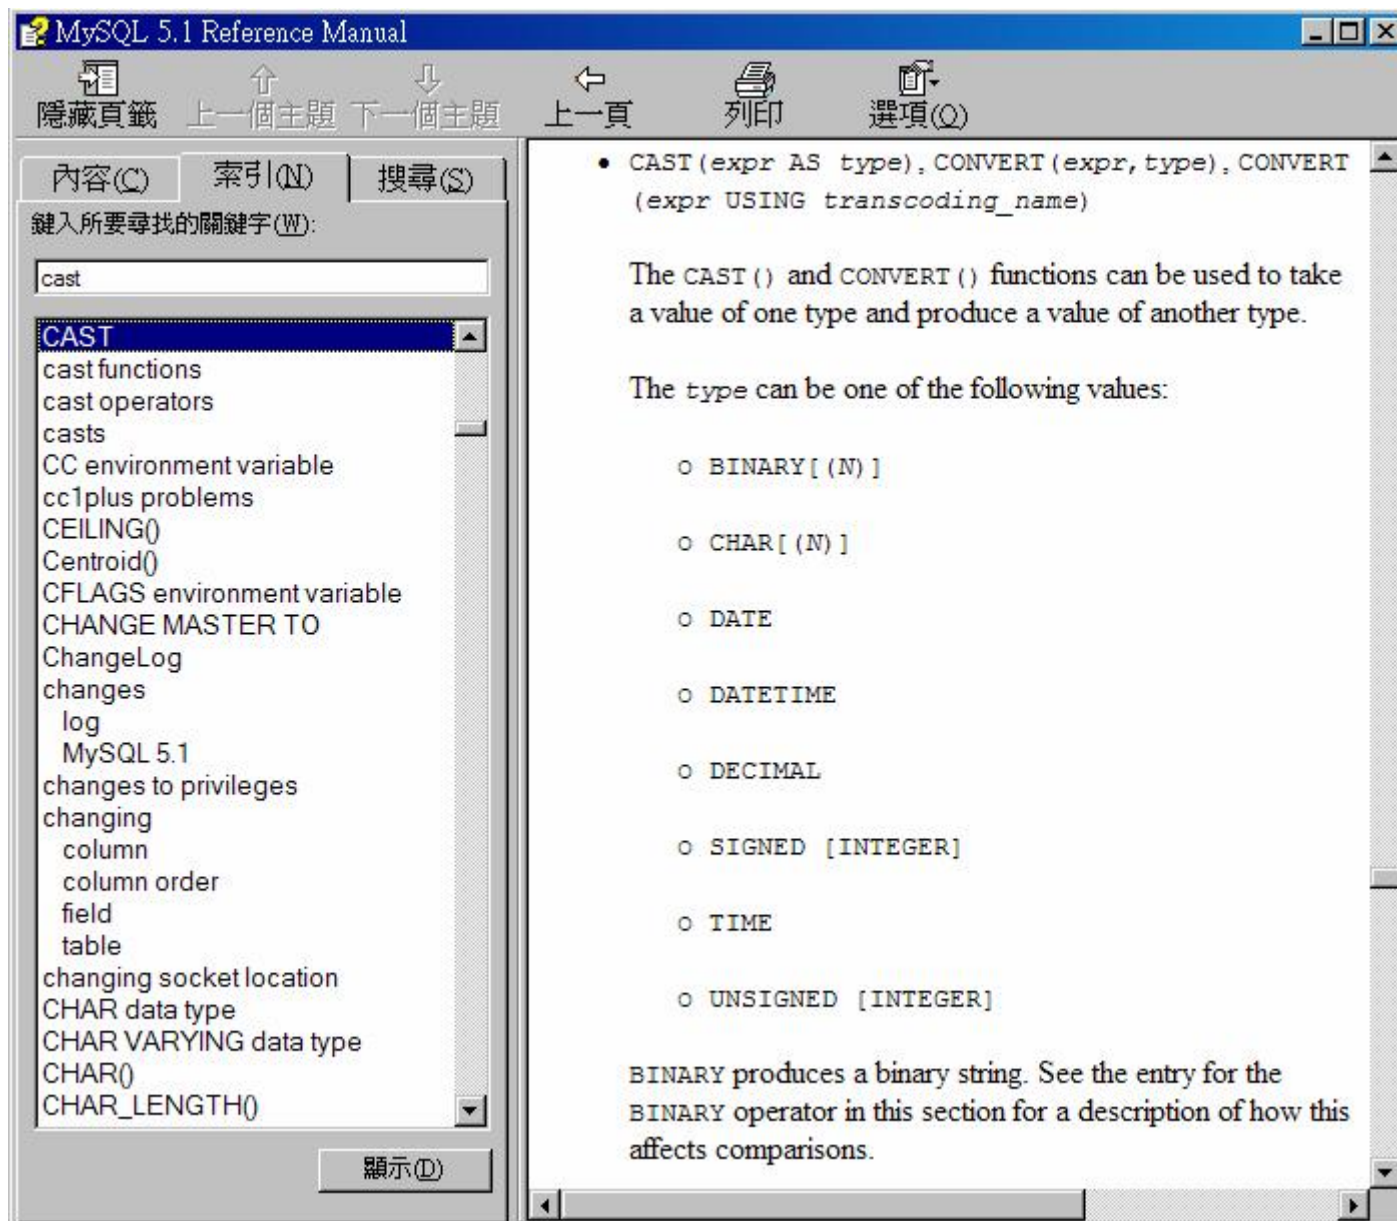 MySQL 5.1 Reference Manual
隱藏頁籤 上一個主題 下一個主題 上一頁 列印 選項(O)
內容(C) 索引(N) 搜尋(S)
鍵入所要尋找的關鍵字(W):
cast
CAST
cast functions
cast operators
casts
CC environment variable
cc1plus problems
CEILING()
Centroid()
CFLAGS environment variable
CHANGE MASTER TO
ChangeLog
changes
log
MySQL 5.1
changes to privileges
changing
column
column order
field
table
changing socket location
CHAR data type
CHAR VARYING data type
CHAR()
CHAR_LENGTH()
顯示(D)
• CAST(expr AS type), CONVERT(expr,type), CONVERT
(expr USING transcoding_name)
The CAST() and CONVERT() functions can be used to take
a value of one type and produce a value of another type.
The type can be one of the following values:
o BINARY[(N)]
o CHAR[(N)]
o DATE
o DATETIME
o DECIMAL
o SIGNED [INTEGER]
o TIME
o UNSIGNED [INTEGER]
BINARY produces a binary string. See the entry for the
BINARY operator in this section for a description of how this
affects comparisons.